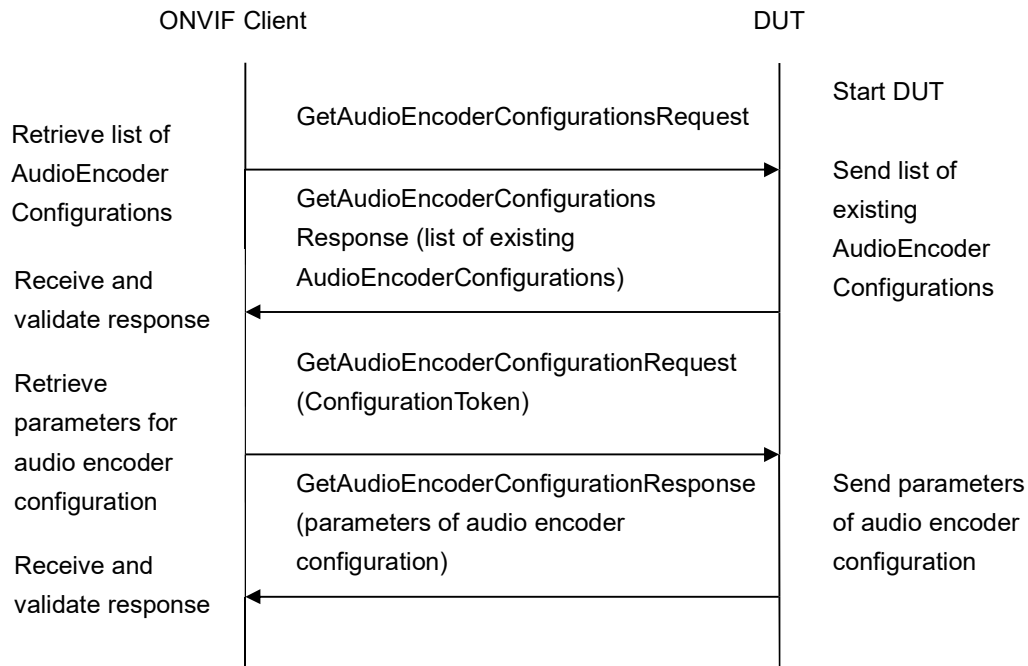 ONVIF Client
DUT
Start DUT
GetAudioEncoderConfigurationsRequest
Retrieve list of
AudioEncoder
Configurations
Send list of
existing
AudioEncoder
Configurations
GetAudioEncoderConfigurations
Response (list of existing
AudioEncoderConfigurations)
Receive and
validate response
GetAudioEncoderConfigurationRequest
(ConfigurationToken)
Retrieve
parameters for
audio encoder
configuration
GetAudioEncoderConfigurationResponse
(parameters of audio encoder
configuration)
Send parameters
of audio encoder
configuration
Receive and
validate response